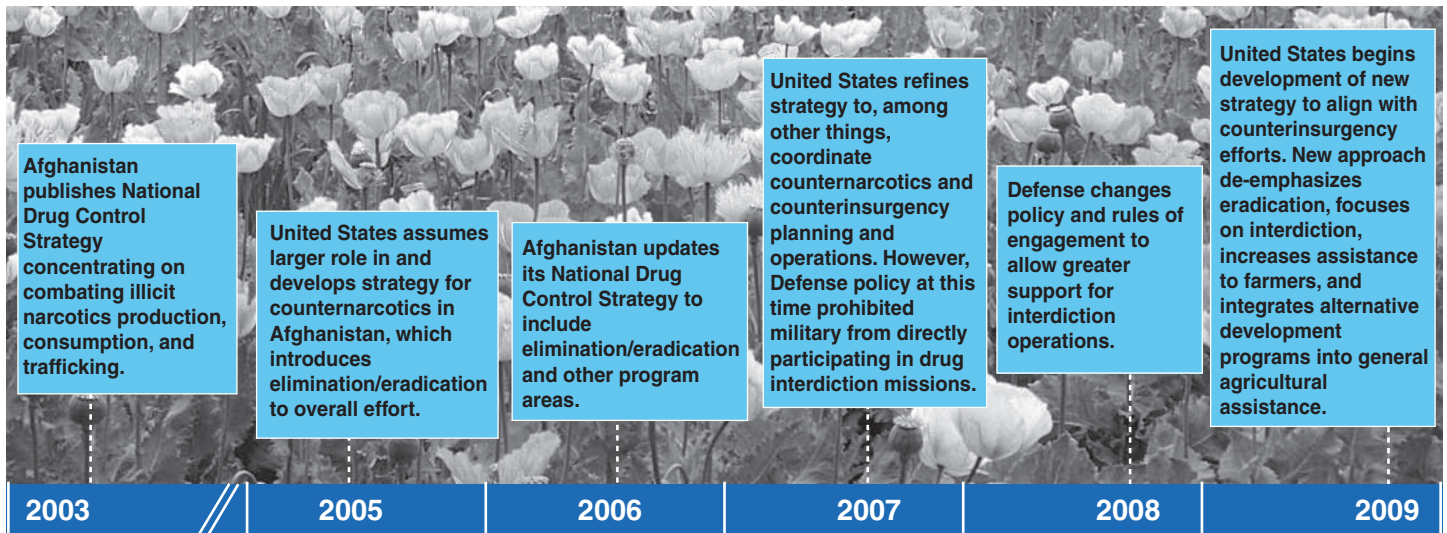 Afghanistan
publishes National
Drug Control
Strategy
concentrating on
combating illicit
narcotics production,
consumption, and
trafficking.
United States assumes
larger role in and
develops strategy for
counternarcotics in
Afghanistan, which
introduces
elimination/eradication
to overall effort.
Afghanistan updates
its National Drug
Control Strategy to
include
elimination/eradication
and other program
areas.
United States refines
strategy to, among
other things,
coordinate
counternarcotics and
counterinsurgency
planning and
operations. However,
Defense policy at this
time prohibited
military from directly
participating in drug
interdiction missions.
Defense changes
policy and rules of
engagement to
allow greater
support for
interdiction
operations.
United States begins
development of new
strategy to align with
counterinsurgency
efforts. New approach
de-emphasizes
eradication, focuses
on interdiction,
increases assistance
to farmers, and
integrates alternative
development
programs into general
agricultural
assistance.
2003 2005 2006 2007 2008 2009